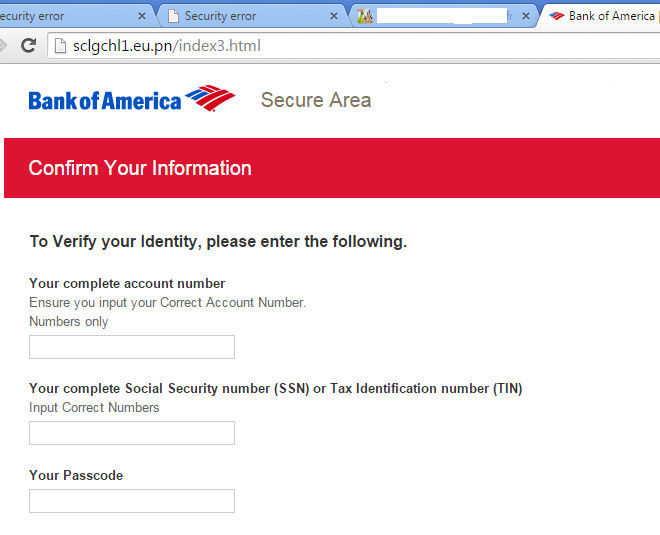 ecurity error
Security error
fr
Bank of America |
sclgchl1.eu.pn/index3.html
Bank of America Secure Area
Confirm Your Information
To Verify your Identity, please enter the following.
Your complete account number
Ensure you input your Correct Account Number.
Numbers only
Your complete Social Security number (SSN) or Tax Identification number (TIN)
Input Correct Numbers
Your Passcode